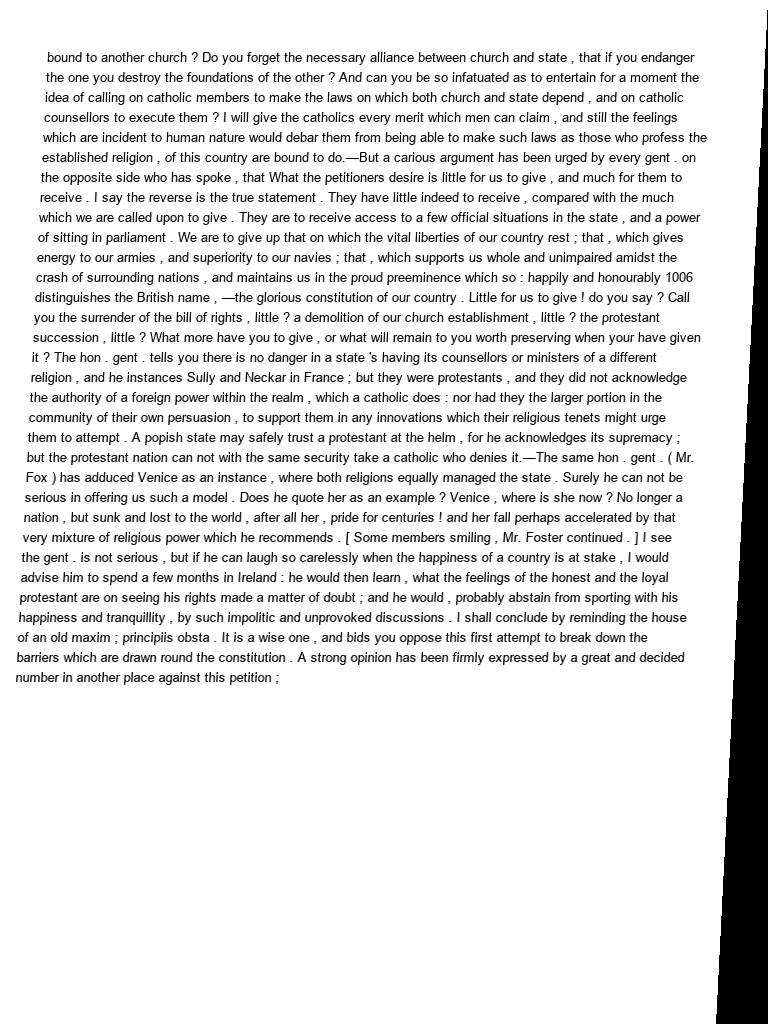 bound to another church ? Do you forget the necessary alliance between church and state , that if you endanger
the one you destroy the foundations of the other ? And can you be so infatuated as to entertain for a moment the
idea of calling on catholic members to make the laws on which both church and state depend , and on catholic
counsellors to execute them ? I will give the catholics every merit which men can claim , and still the feelings
which are incident to human nature would debar them from being able to make such laws as those who profess the
established religion , of this country are bound to do.—But a carious argument has been urged by every gent . on
the opposite side who has spoke , that What the petitioners desire is little for us to give , and much for them to
receive . I say the reverse is the true statement . They have little indeed to receive , compared with the much
which we are called upon to give . They are to receive access to a few official situations in the state , and a power
of sitting in parliament . We are to give up that on which the vital liberties of our country rest ; that , which gives
energy to our armies , and superiority to our navies ; that , which supports us whole and unimpaired amidst the
crash of surrounding nations , and maintains us in the proud preeminence which so : happily and honourably 1006
distinguishes the British name , —the glorious constitution of our country . Little for us to give ! do you say ? Call
you the surrender of the bill of rights , little ? a demolition of our church establishment , little ? the protestant
succession , little ? What more have you to give , or what will remain to you worth preserving when your have given
it ? The hon . gent . tells you there is no danger in a state 's having its counsellors or ministers of a different
religion , and he instances Sully and Neckar in France ; but they were protestants , and they did not acknowledge
the authority of a foreign power within the realm , which a catholic does : nor had they the larger portion in the
community of their own persuasion , to support them in any innovations which their religious tenets might urge
them to attempt . A popish state may safely trust a protestant at the helm , for he acknowledges its supremacy ;
but the protestant nation can not with the same security take a catholic who denies it.—The same hon . gent . ( Mr.
Fox ) has adduced Venice as an instance , where both religions equally managed the state . Surely he can not be
serious in offering us such a model . Does he quote her as an example ? Venice , where is she now ? No longer a
nation , but sunk and lost to the world , after all her , pride for centuries ! and her fall perhaps accelerated by that
very mixture of religious power which he recommends . [ Some members smiling , Mr. Foster continued . ] I see
the gent . is not serious , but if he can laugh so carelessly when the happiness of a country is at stake , I would
advise him to spend a few months in Ireland : he would then learn , what the feelings of the honest and the loyal
protestant are on seeing his rights made a matter of doubt ; and he would , probably abstain from sporting with his
happiness and tranquillity , by such impolitic and unprovoked discussions . I shall conclude by reminding the house
of an old maxim ; principiis obsta . It is a wise one , and bids you oppose this first attempt to break down the
barriers which are drawn round the constitution . A strong opinion has been firmly expressed by a great and decided
number in another place against this petition ;